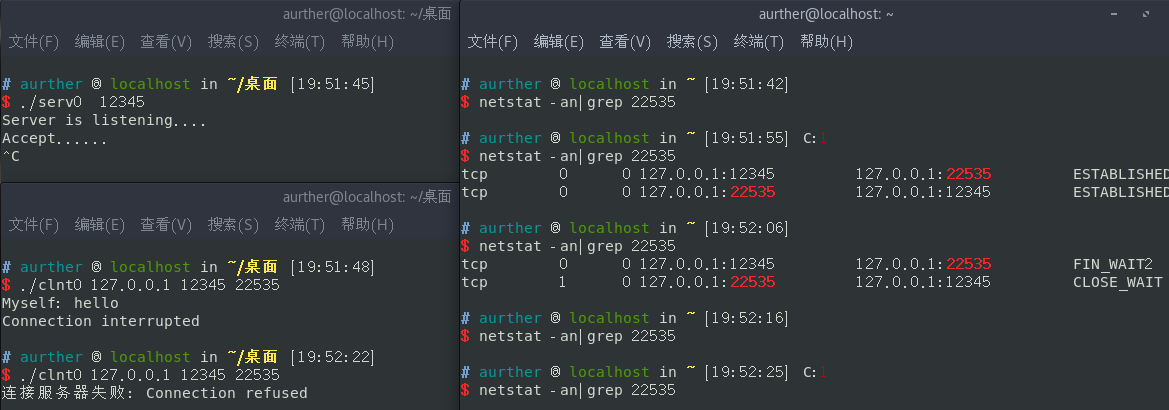 aurther@localhost: ~/桌面
文件(F) 编辑(E) 查看(V) 搜索(S) 终端(T) 帮助(H)
# aurther @ localhost in ~/桌面 [19:51:45]
$ ./serv0 12345
Server is listening....
Accept......
^C
aurther@localhost: ~/桌面
文件(F) 编辑(E) 查看(V) 搜索(S) 终端(T) 帮助(H)
# aurther @ localhost in ~/桌面 [19:51:48]
$ ./clnt0 127.0.0.1 12345 22535
Myself: hello
Connection interrupted
# aurther @ localhost in ~/桌面 [19:52:22]
$ ./clnt0 127.0.0.1 12345 22535
连接服务器失败: Connection refused
aurther@localhost: ~
文件(F) 编辑(E) 查看(V) 搜索(S) 终端(T) 帮助(H)
# aurther @ localhost in ~ [19:51:42]
$ netstat -an|grep 22535
# aurther @ localhost in ~ [19:51:55] C:1
$ netstat -an|grep 22535
tcp 0 0 127.0.0.1:12345 127.0.0.1:22535 ESTABLISHED
tcp 0 0 127.0.0.1:22535 127.0.0.1:12345 ESTABLISHED
# aurther @ localhost in ~ [19:52:06]
$ netstat -an|grep 22535
tcp 0 0 127.0.0.1:12345 127.0.0.1:22535 FIN_WAIT2
tcp 1 0 127.0.0.1:22535 127.0.0.1:12345 CLOSE_WAIT
# aurther @ localhost in ~ [19:52:16]
$ netstat -an|grep 22535
# aurther @ localhost in ~ [19:52:25] C:1
$ netstat -an|grep 22535